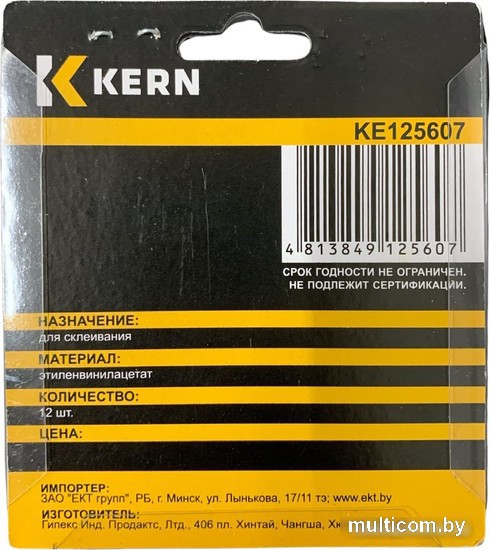 KERN
KE125607
4 813849 125607
СРОК ГОДНОСТИ НЕ ОГРАНИЧЕН.
НЕ ПОДЛЕЖИТ СЕРТИФИКАЦИИ.
НАЗНАЧЕНИЕ:
для склеивания
МАТЕРИАЛ:
этиленвинилацетат
КОЛИЧЕСТВО:
12 шт.
ЦЕНА:
ИМПОРТЕР:
ЗАО "ЕКТ групп", РБ, г. Минск, ул. Лынькова, 17/11 тэ; www.ekt.by
ИЗГОТОВИТЕЛЬ:
Гипекс Инд. Продактс, Лтд., 406 пл. Хинтай, Чангша,
multicom.by